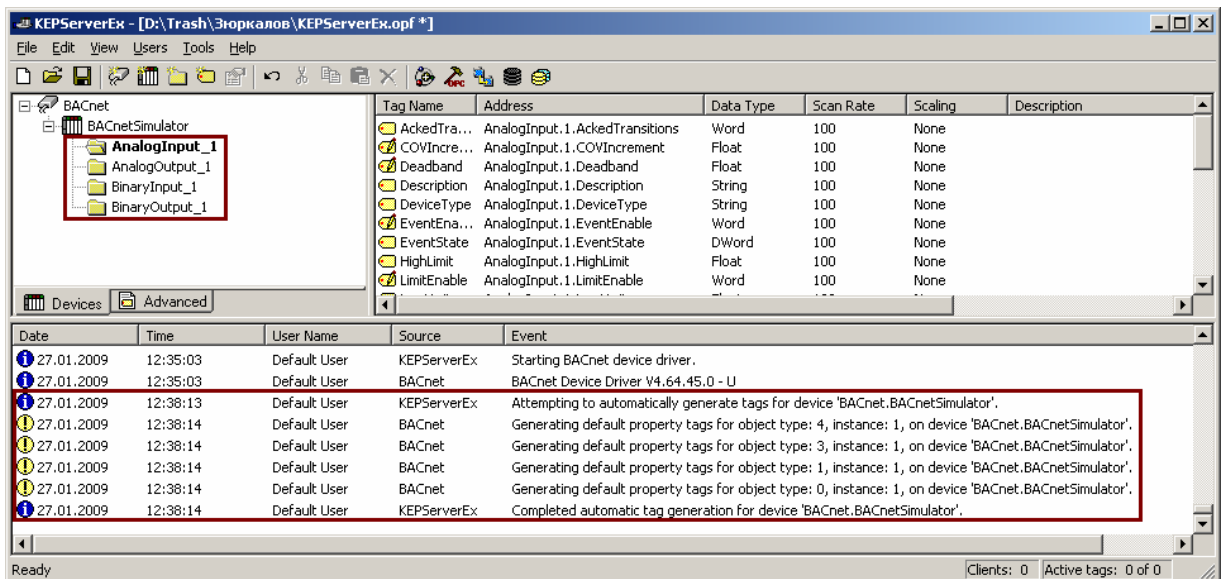 KEPServerEx - [D:\Trash\Зюркалов\KEPServerEx.opf *]
File Edit View Users Tools Help
BACnet
BACnetSimulator
AnalogInput_1
AnalogOutput_1
BinaryInput_1
BinaryOutput_1
Devices Advanced
Tag Name Address Data Type Scan Rate Scaling Description
AckedTra... AnalogInput.1.AckedTransitions Word 100 None
COVIncre... AnalogInput.1.COVIncrement Float 100 None
Deadband AnalogInput.1.Deadband Float 100 None
Description AnalogInput.1.Description String 100 None
DeviceType AnalogInput.1.DeviceType String 100 None
EventEna... AnalogInput.1.EventEnable Word 100 None
EventState AnalogInput.1.EventState DWord 100 None
HighLimit AnalogInput.1.HighLimit Float 100 None
LimitEnable AnalogInput.1.LimitEnable Word 100 None
Date Time User Name Source Event
27.01.2009 12:35:03 Default User KEPServerEx Starting BACnet device driver.
27.01.2009 12:35:03 Default User BACnet BACnet Device Driver V4.64.45.0 - U
27.01.2009 12:38:13 Default User KEPServerEx Attempting to automatically generate tags for device 'BACnet.BACnetSimulator'.
27.01.2009 12:38:14 Default User BACnet Generating default property tags for object type: 4, instance: 1, on device 'BACnet.BACnetSimulator'.
27.01.2009 12:38:14 Default User BACnet Generating default property tags for object type: 3, instance: 1, on device 'BACnet.BACnetSimulator'.
27.01.2009 12:38:14 Default User BACnet Generating default property tags for object type: 1, instance: 1, on device 'BACnet.BACnetSimulator'.
27.01.2009 12:38:14 Default User BACnet Generating default property tags for object type: 0, instance: 1, on device 'BACnet.BACnetSimulator'.
27.01.2009 12:38:14 Default User KEPServerEx Completed automatic tag generation for device 'BACnet.BACnetSimulator'.
Ready Clients: 0 Active tags: 0 of 0